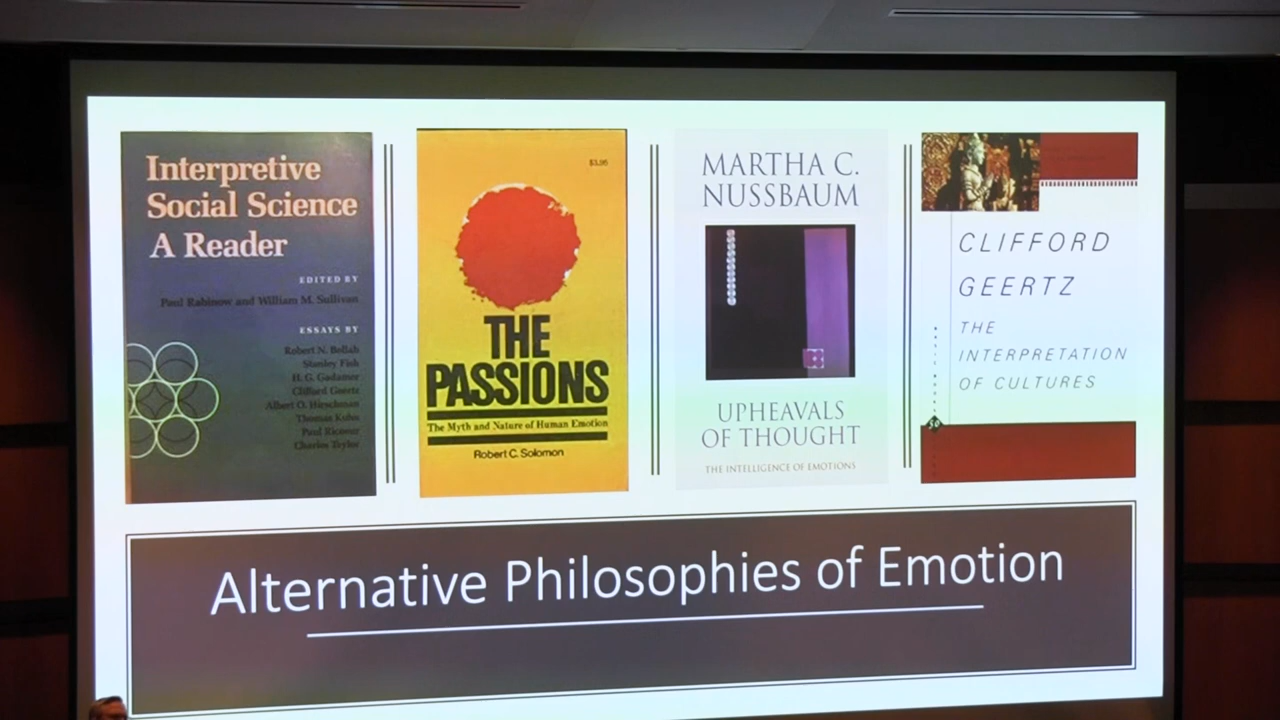 Interpretive
Social Science
A Reader
EDITED BY
Paul Rabinow and William M. Sullivan
ESSAYS BY
Robert N. Bellah
Stanley Fish
H. G. Gadamer
Clifford Geertz
Albert O. Hirschman
Thomas Kuhn
Paul Ricoeur
Charles Taylor
$3.95
THE
PASSIONS
The Myth and Nature of Human Emotion
Robert C. Solomon
MARTHA C.
NUSSBAUM
UPHEAVALS
OF THOUGHT
THE INTELLIGENCE OF EMOTIONS
CLIFFORD
GEERTZ
THE
INTERPRETATION
OF CULTURES
Alternative Philosophies of Emotion